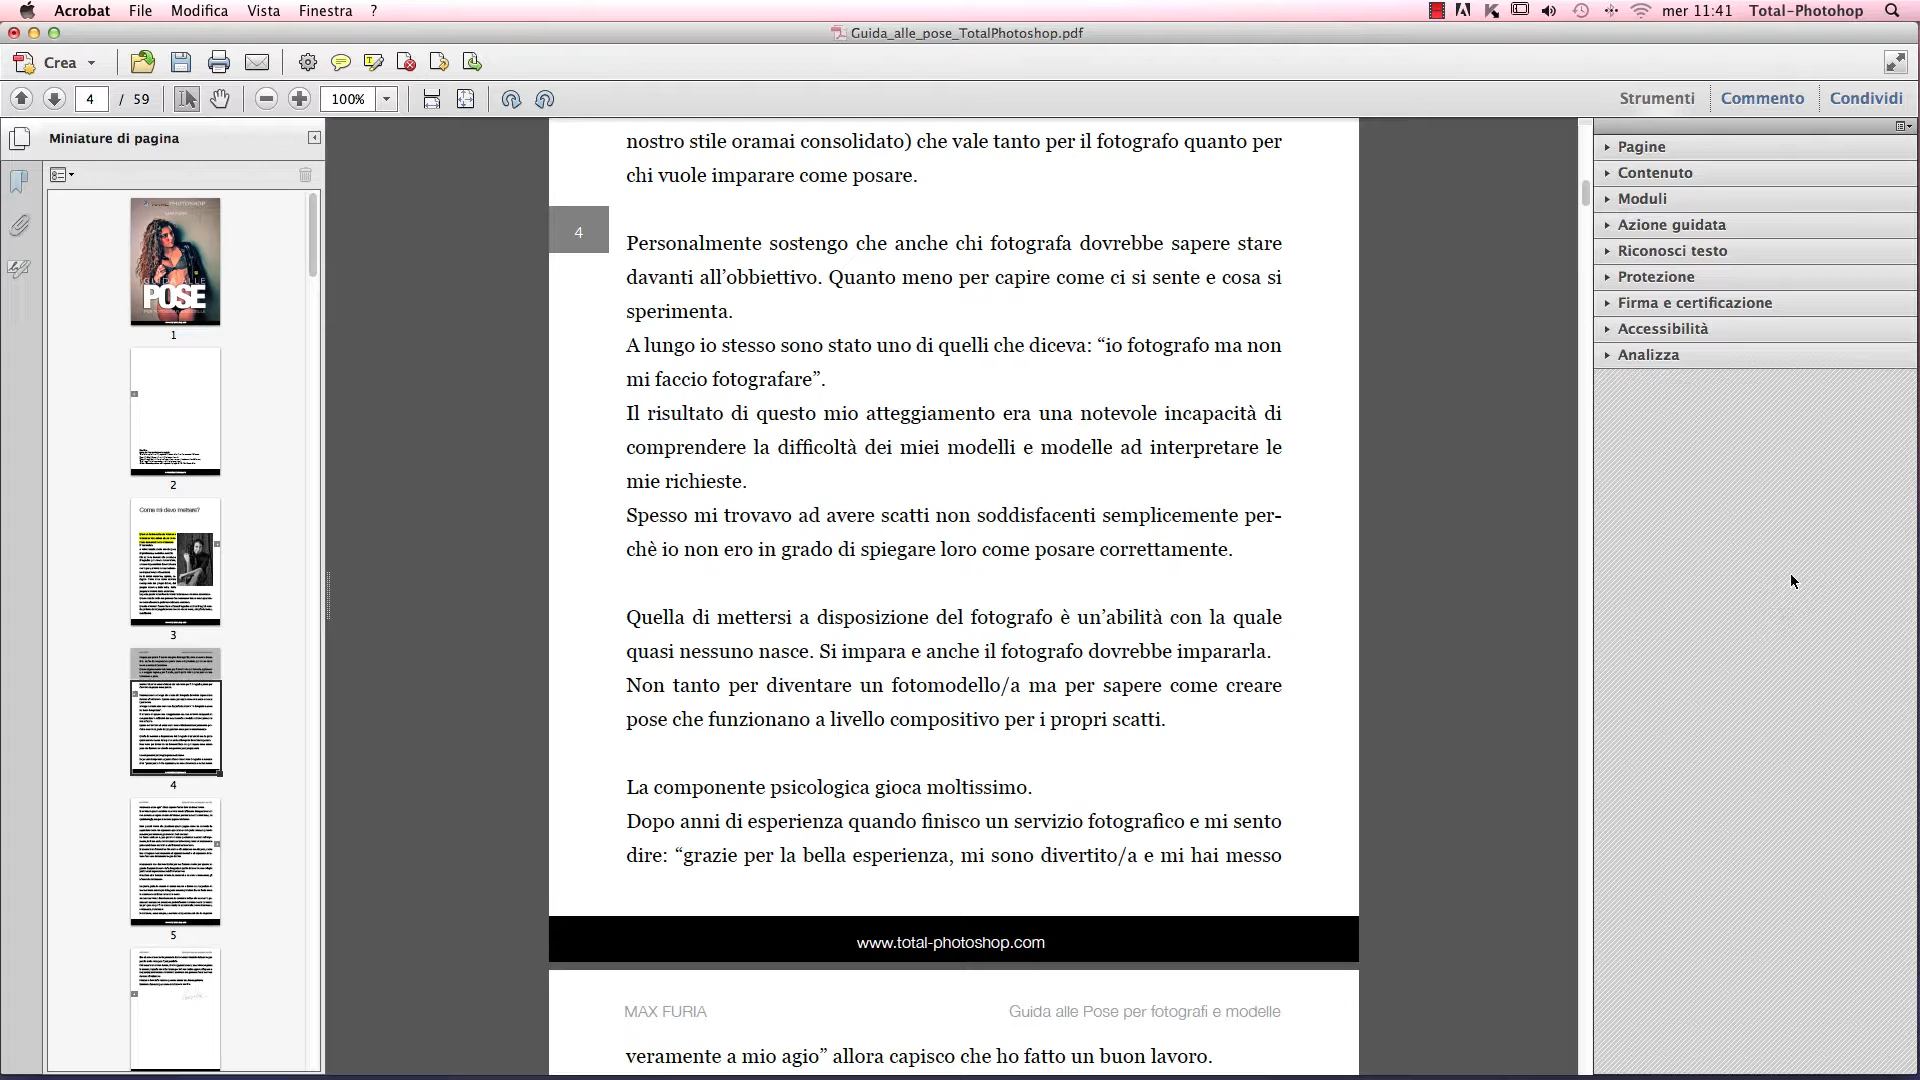 Acrobat File Modifica Vista Finestra ? mer 11:41 Total-Photohop
Guida_alle_pose_TotalPhotoshop.pdf
Crea
4 / 59 100% Strumenti Commento Condividi
Miniature di pagina
POSE
1
2
Come mi devo mettere?
3
4
5
nostro stile oramai consolidato) che vale tanto per il fotografo quanto per
chi vuole imparare come posare.
4
Personalmente sostengo che anche chi fotografa dovrebbe sapere stare
davanti all’obbiettivo. Quanto meno per capire come ci si sente e cosa si
sperimenta.
A lungo io stesso sono stato uno di quelli che diceva: “io fotografo ma non
mi faccio fotografare”.
Il risultato di questo mio atteggiamento era una notevole incapacità di
comprendere la difficoltà dei miei modelli e modelle ad interpretare le
mie richieste.
Spesso mi trovavo ad avere scatti non soddisfacenti semplicemente per-
chè io non ero in grado di spiegare loro come posare correttamente.
Quella di mettersi a disposizione del fotografo è un’abilità con la quale
quasi nessuno nasce. Si impara e anche il fotografo dovrebbe impararla.
Non tanto per diventare un fotomodello/a ma per sapere come creare
pose che funzionano a livello compositivo per i propri scatti.
La componente psicologica gioca moltissimo.
Dopo anni di esperienza quando finisco un servizio fotografico e mi sento
dire: “grazie per la bella esperienza, mi sono divertito/a e mi hai messo
www.total-photoshop.com
MAX FURIA Guida alle Pose per fotografi e modelle
veramente a mio agio” allora capisco che ho fatto un buon lavoro.
Pagine
Contenuto
Moduli
Azione guidata
Riconosci testo
Protezione
Firma e certificazione
Accessibilità
Analizza